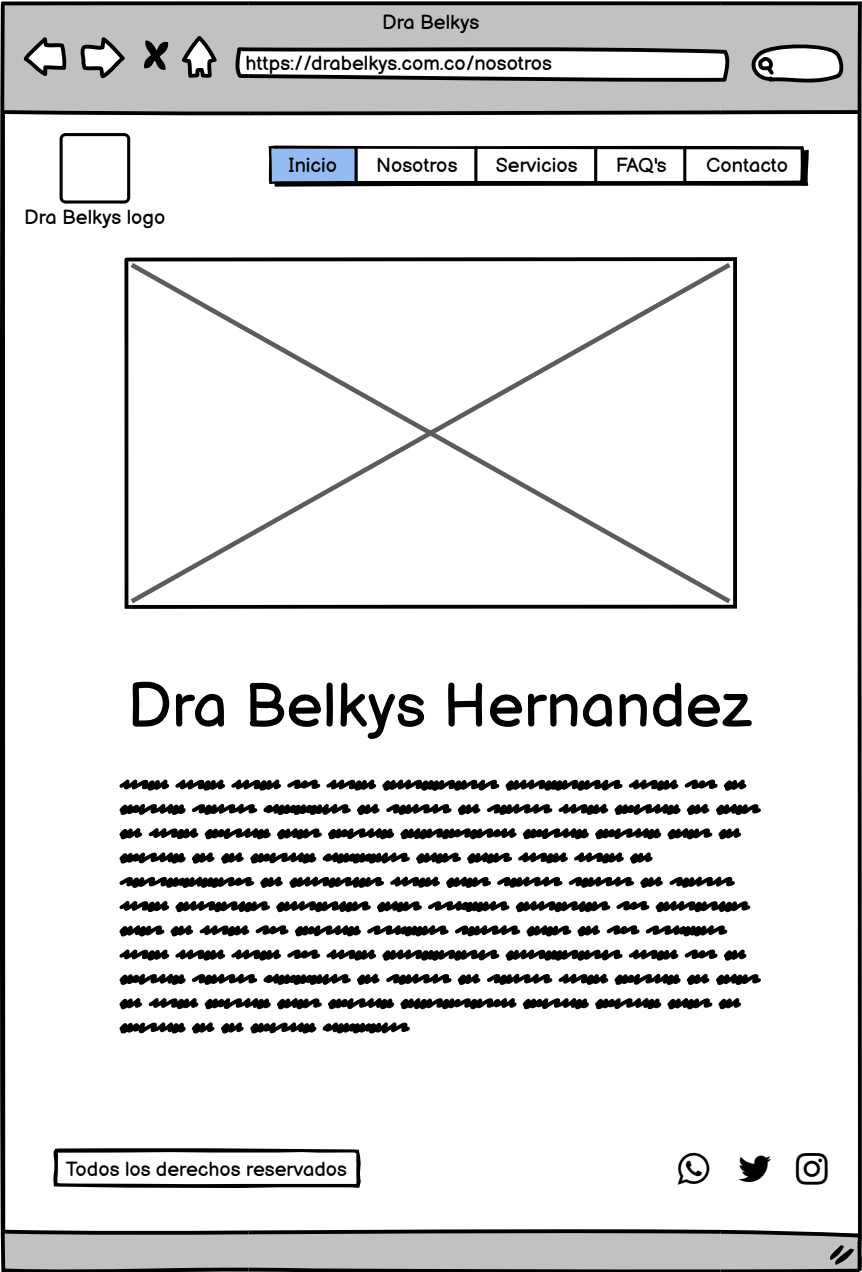 Dra Belkys
https://drabelkys.com.co/nosotros
Inicio Nosotros Servicios FAQ's Contacto
Dra Belkys logo
Dra Belkys Hernandez
Todos los derechos reservados